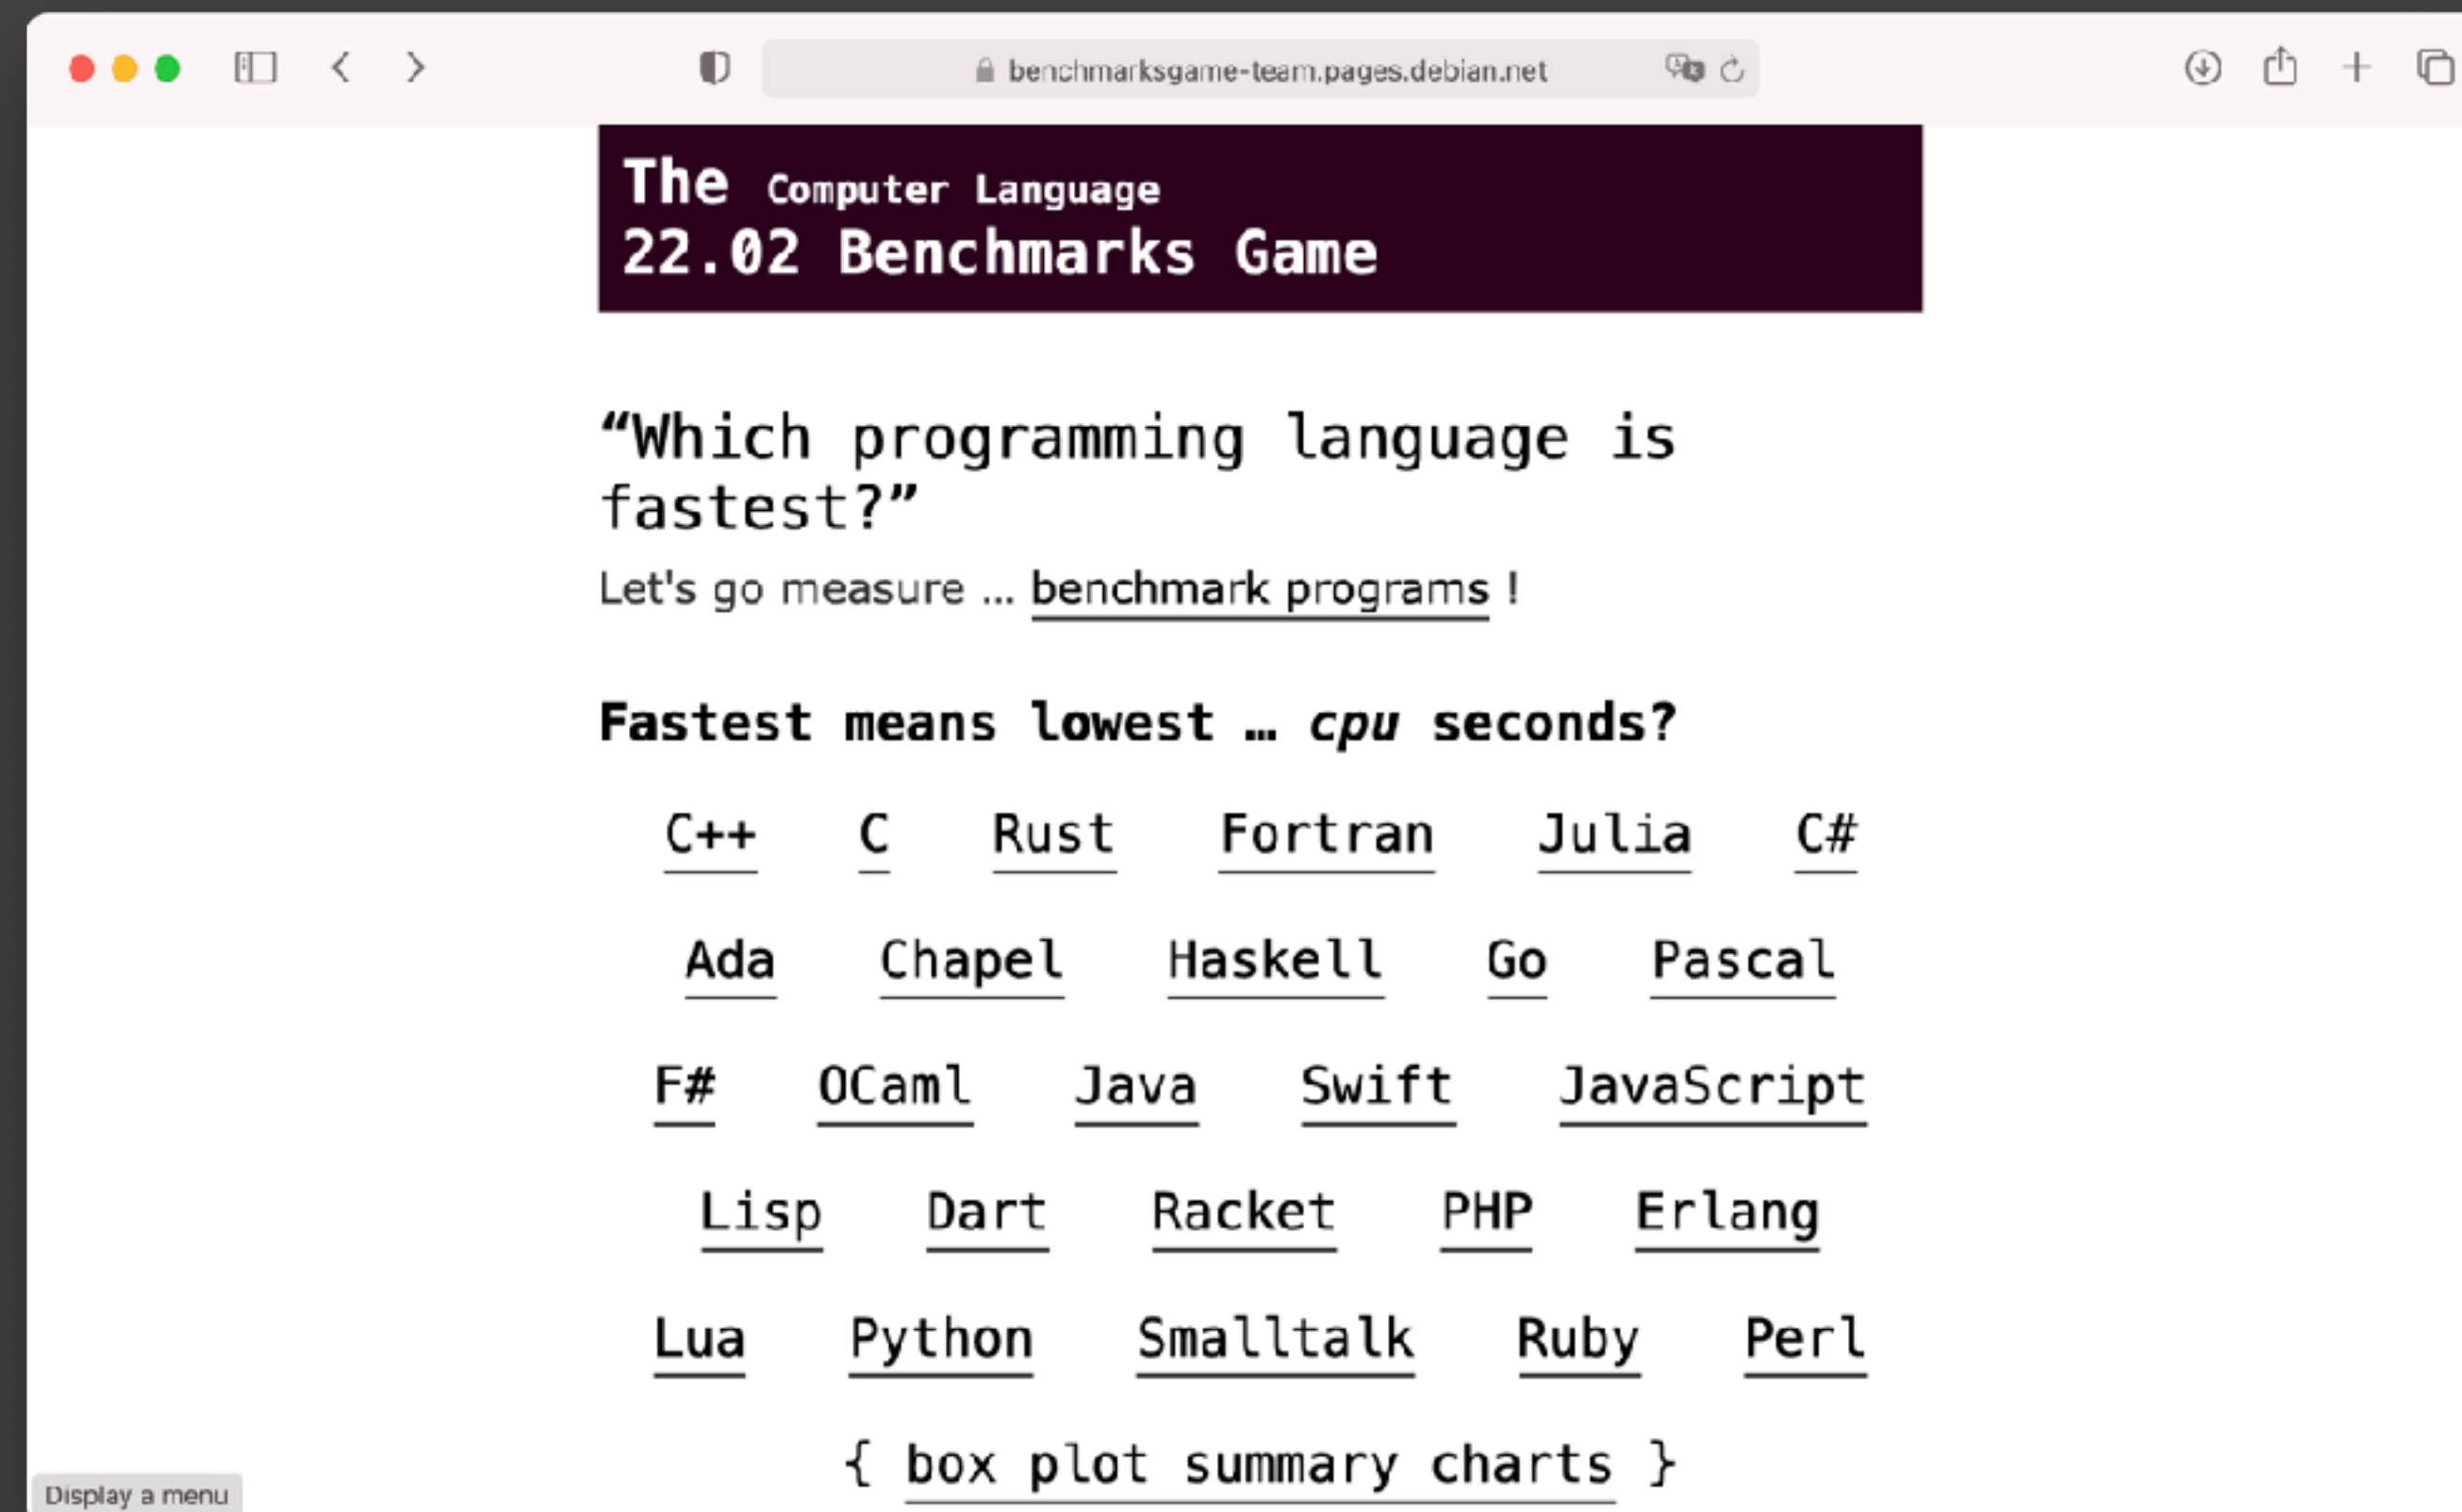 benchmarksgame-team.pages.debian.net
The Computer Language
22.02 Benchmarks Game
“Which programming language is
fastest?”
Let's go measure ... benchmark programs !
Fastest means lowest … cpu seconds?
C++ C Rust Fortran Julia C#
Ada Chapel Haskell Go Pascal
F# OCaml Java Swift JavaScript
Lisp Dart Racket PHP Erlang
Lua Python Smalltalk Ruby Perl
{ box plot summary charts }
Display a menu